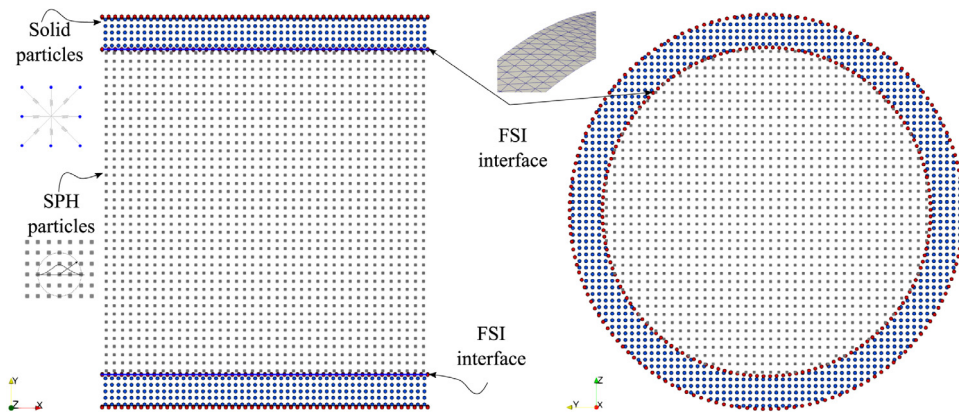 Solid
particles
SPH
particles
FSI
interface
FSI
interface
Y
Z
X
Z
Y
X